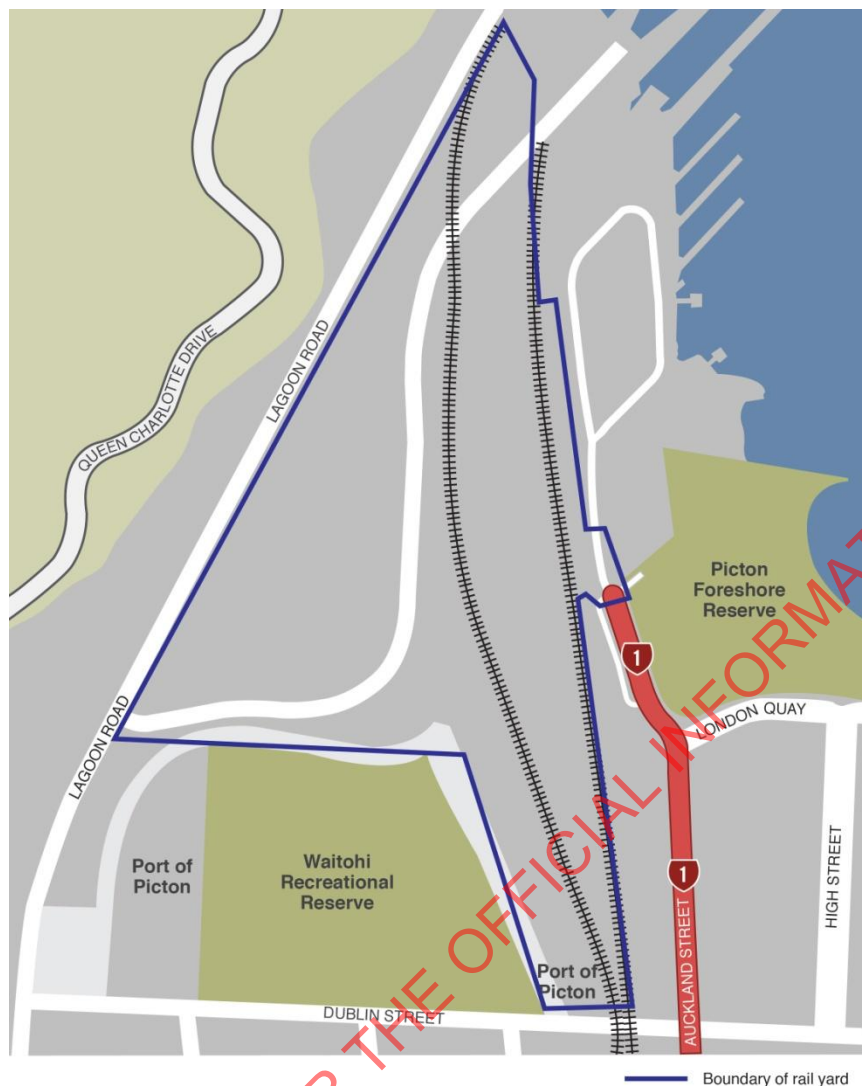 QUEEN CHARLOTTE DRIVE
LAGOON ROAD
Picton
Foreshore
Reserve
1
LONDON QUAY
LAGOON ROAD
Port of
Picton
Waitohi
Recreational
Reserve
1
HIGH STREET
Port of
Picton
DUBLIN STREET
AUCKLAND STREET
R THE OFFICIAL INFORMAT
Boundary of rail yard